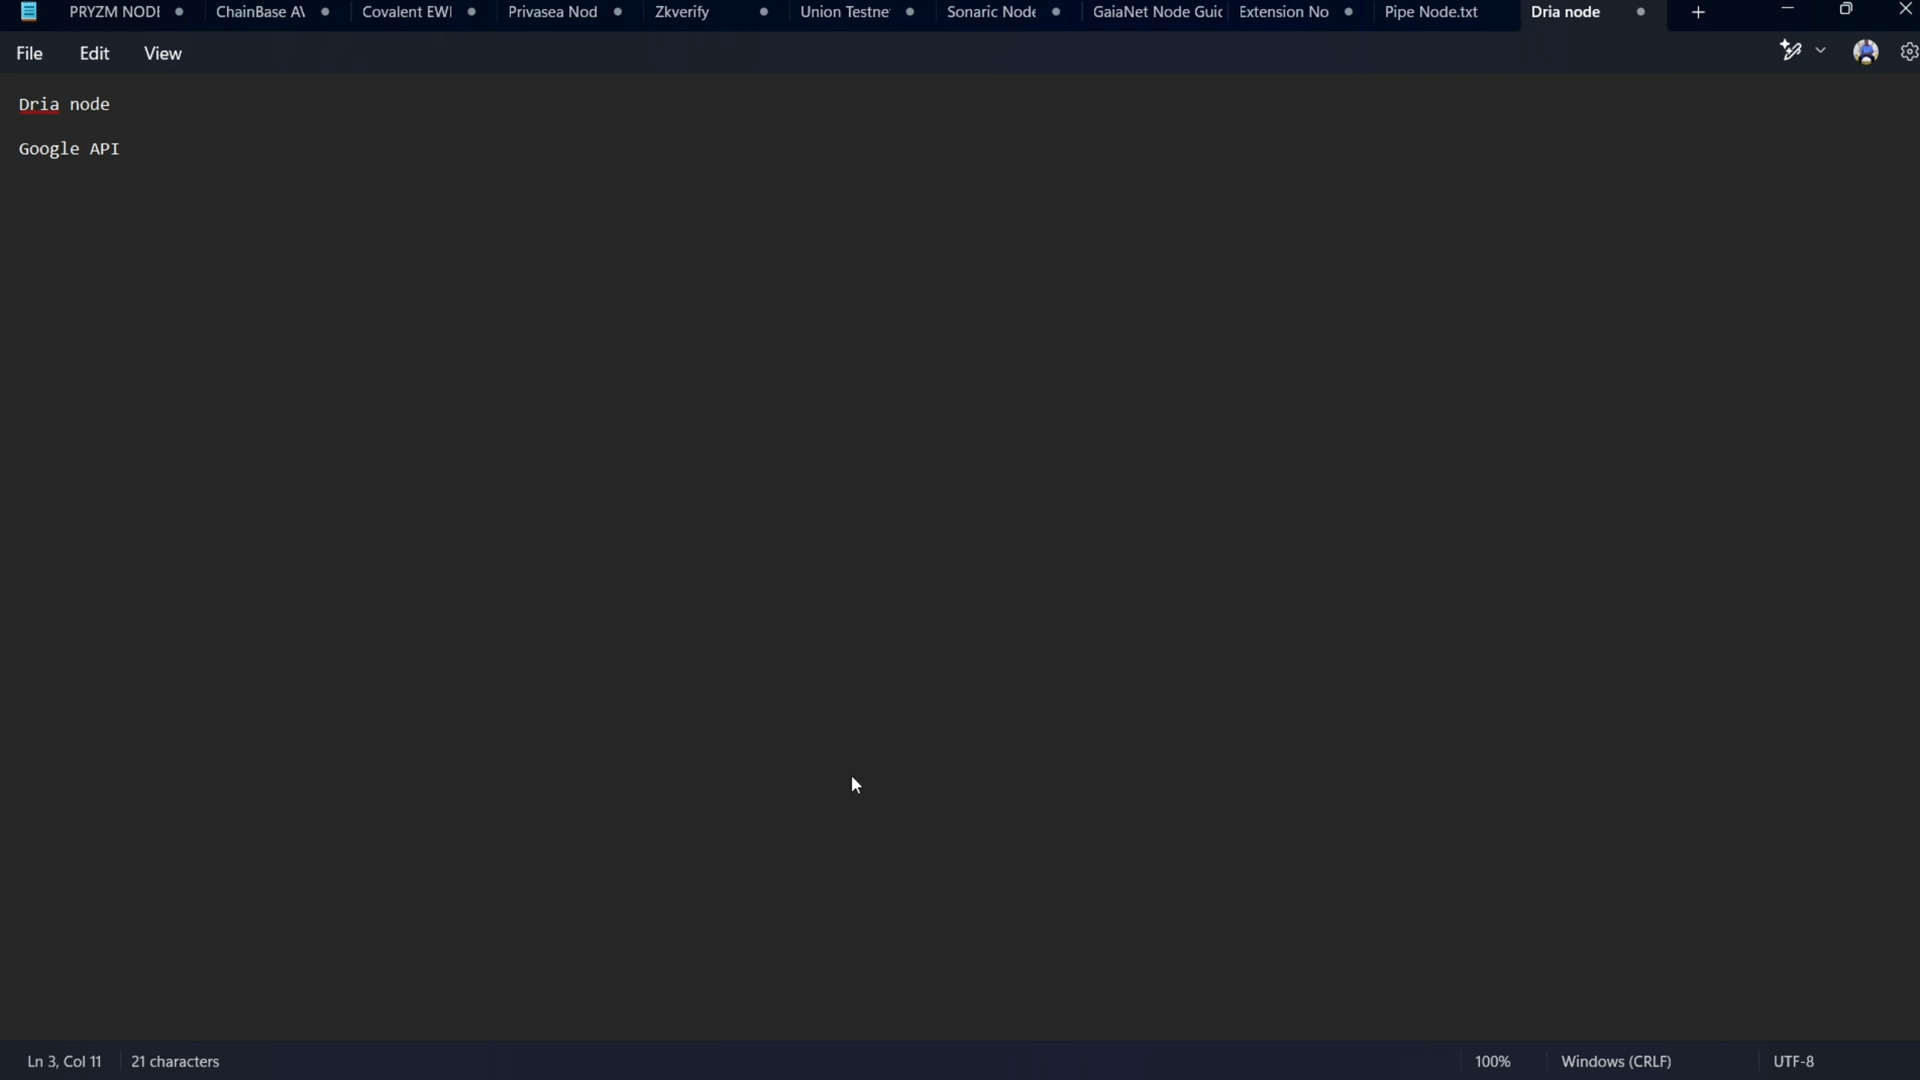 PRYZM NODE ChainBase A\ Covalent EWI Privasea Nod Zkverify Union Testne Sonaric Node GaiaNet Node Guic Extension No Pipe Node.txt Dria node
File Edit View
Dria node
Google API
Ln 3, Col 11 21 characters 100% Windows (CRLF) UTF-8